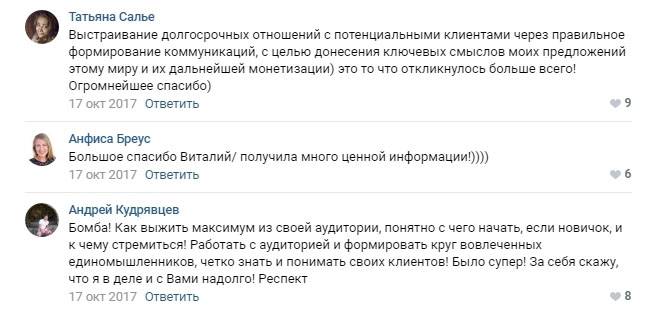 Татьяна Салье
Выстраивание долгосрочных отношений с потенциальными клиентами через правильное
формирование коммуникаций, с целью донесения ключевых смыслов моих предложений
этому миру и их дальнейшей монетизации) это то что откликнулось больше всего!
Огромнейшее спасибо)
17 окт 2017 Ответить 9
Анфиса Бреус
Большое спасибо Виталий/ получила много ценной информации!))))
17 окт 2017 Ответить 6
Андрей Кудрявцев
Бомба! Как выжить максимум из своей аудитории, понятно с чего начать, если новичок, и
к чему стремиться! Работать с аудиторией и формировать круг вовлеченных
единомышленников, четко знать и понимать своих клиентов! Было супер! За себя скажу,
что я в деле и с Вами надолго! Респект
17 окт 2017 Ответить 8